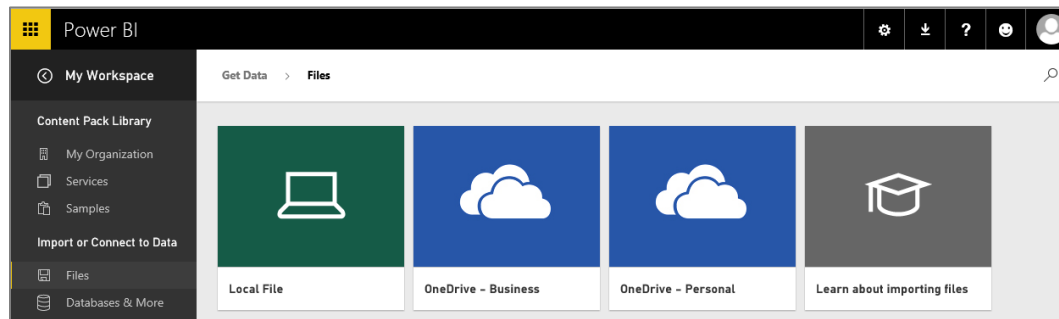 Power BI
?
My Workspace
Get Data > Files
Content Pack Library
My Organization
Services
Samples
Import or Connect to Data
Files
Databases & More
Local File
OneDrive – Business
OneDrive – Personal
Learn about importing files